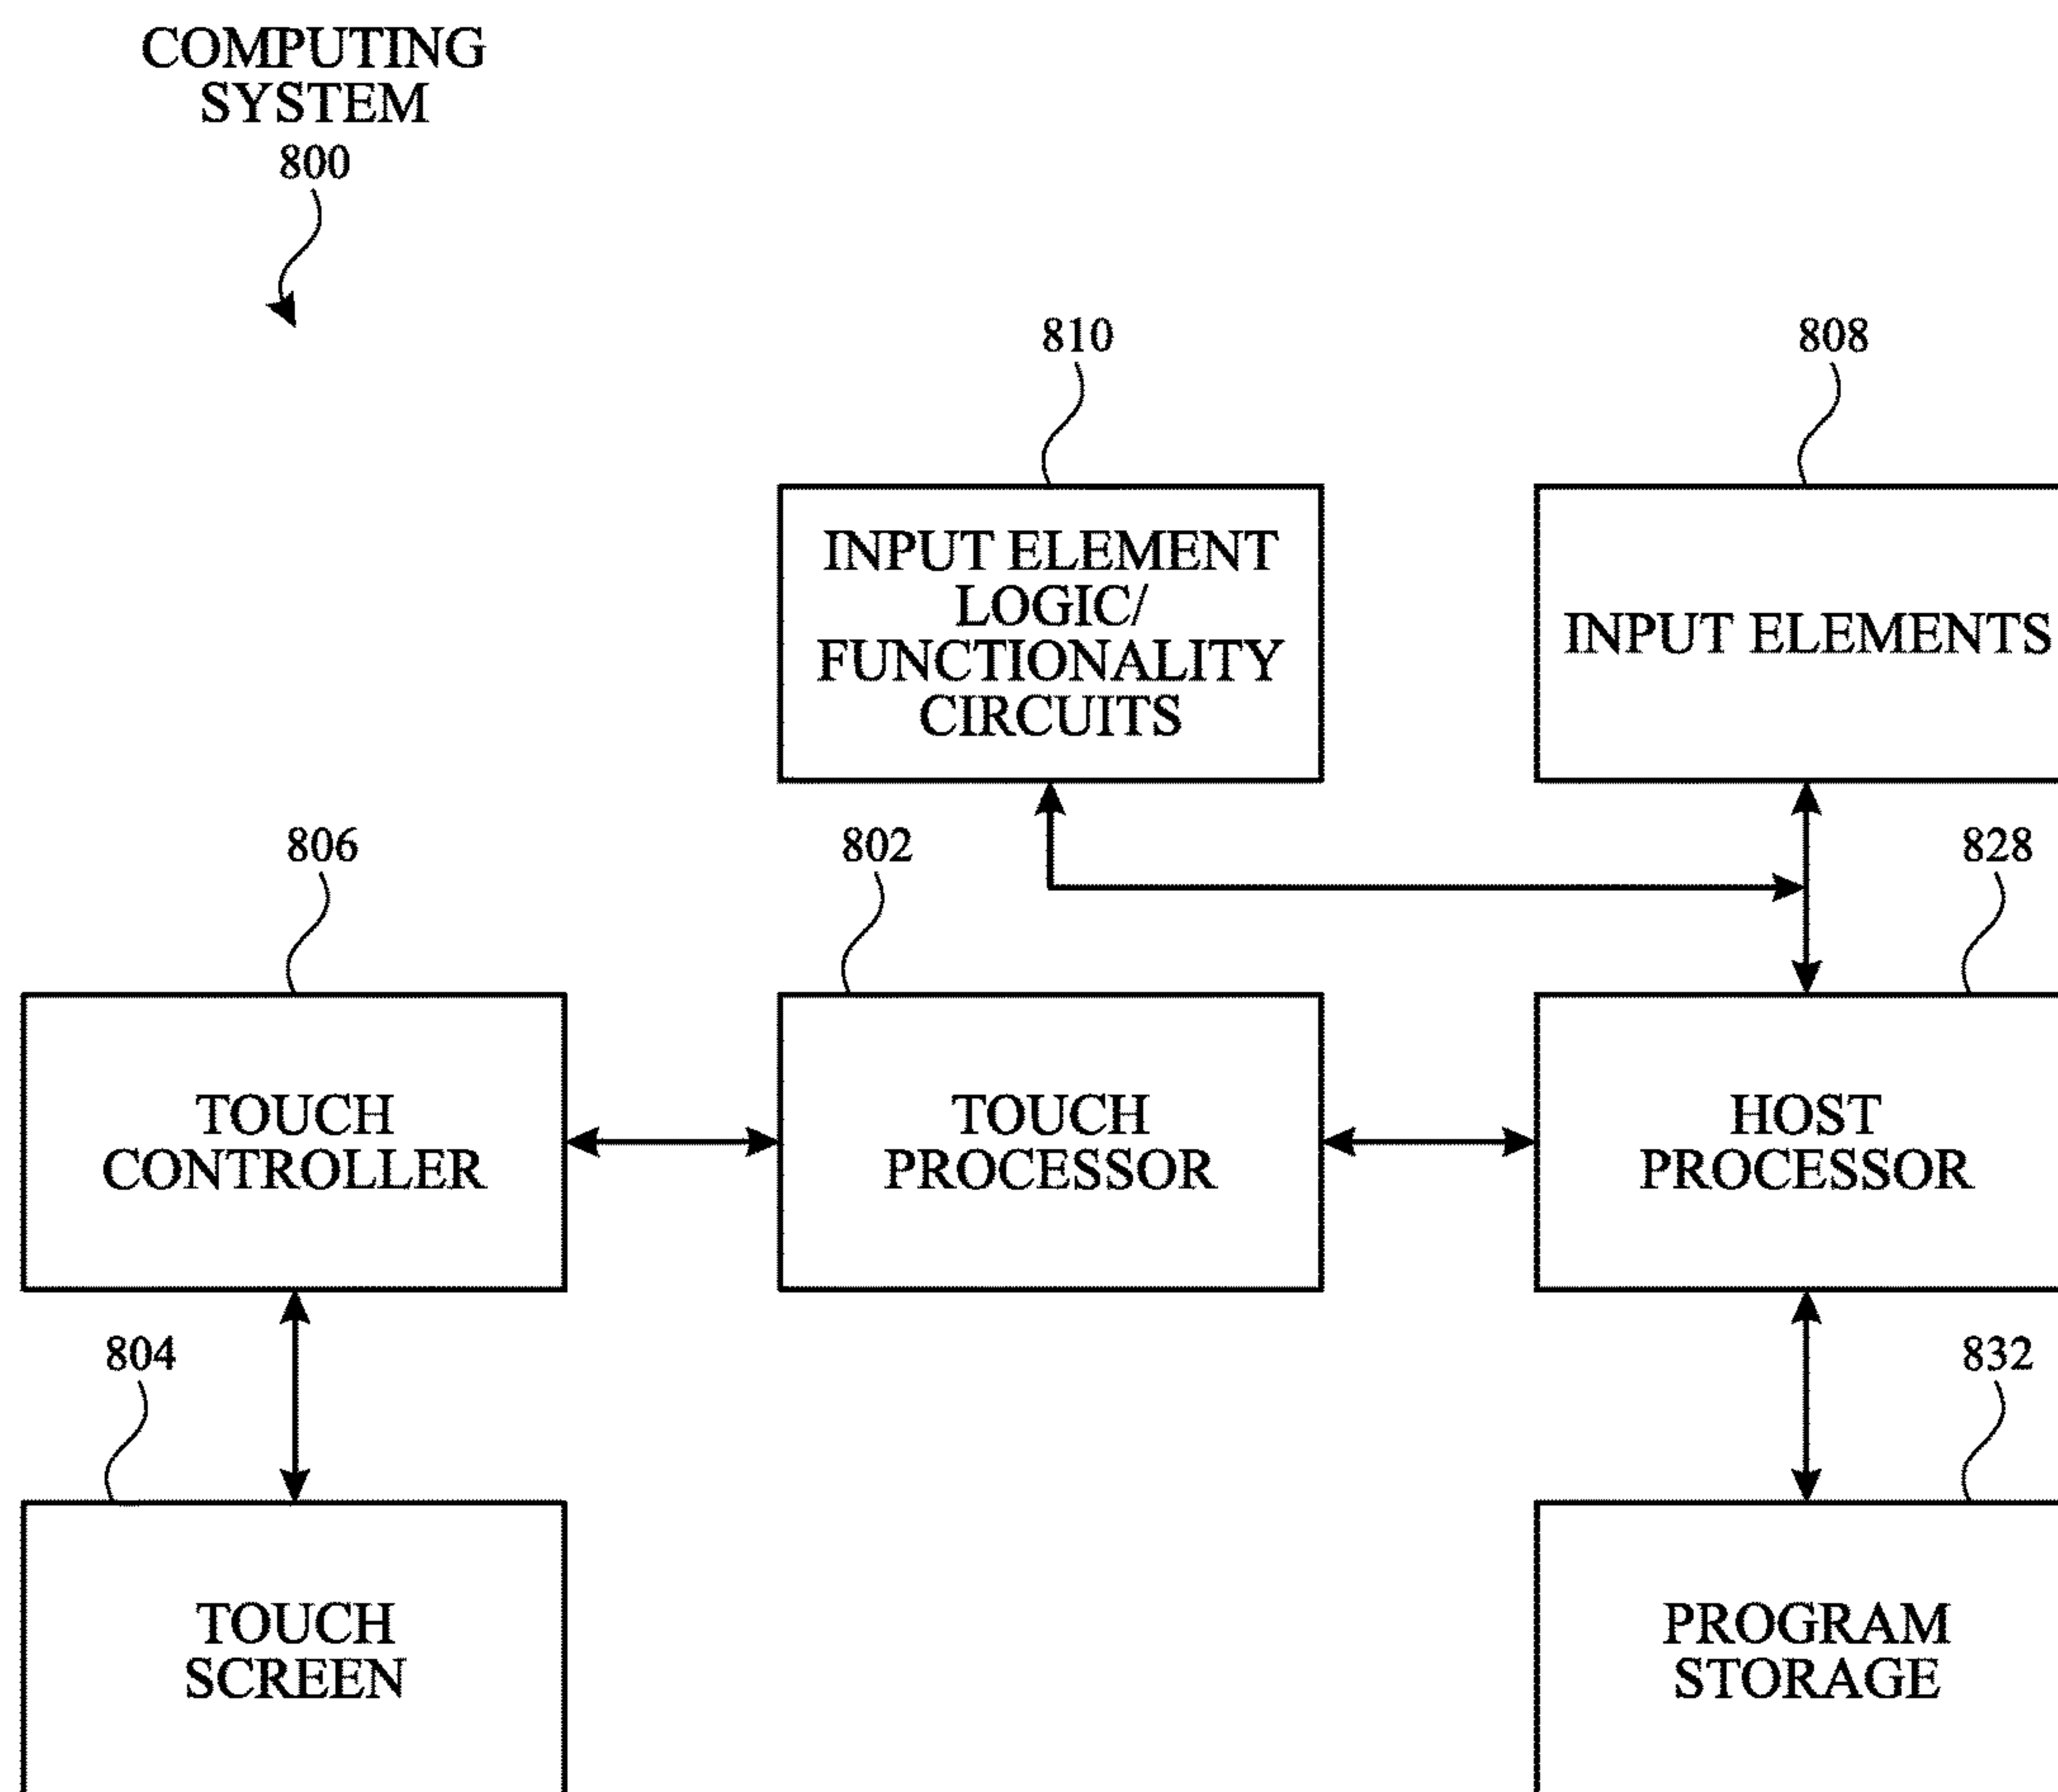 COMPUTING
SYSTEM
800
810
808
INPUT ELEMENT
LOGIC/
FUNCTIONALITY
CIRCUITS
INPUT ELEMENTS
806
802
828
TOUCH
CONTROLLER
TOUCH
PROCESSOR
HOST
PROCESSOR
804
832
TOUCH
SCREEN
PROGRAM
STORAGE